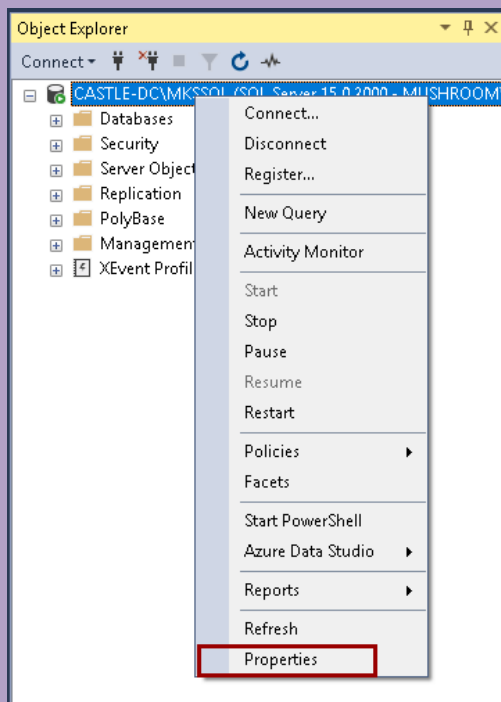 Object Explorer
Connect
CASTLE-DC\MKSSQL (SQL Server 15.0.2000 - MUSHROOM
Databases
Security
Server Object
Replication
PolyBase
Management
XEvent Profil
Connect...
Disconnect
Register...
New Query
Activity Monitor
Start
Stop
Pause
Resume
Restart
Policies
Facets
Start PowerShell
Azure Data Studio
Reports
Refresh
Properties